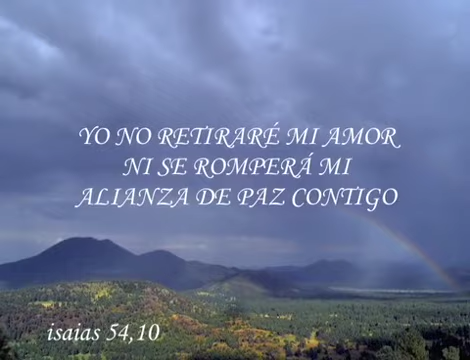 YO NO RETIRARÉ MI AMOR
NI SE ROMPERÁ MI
ALIANZA DE PAZ CONTIGO
isaias 54,10